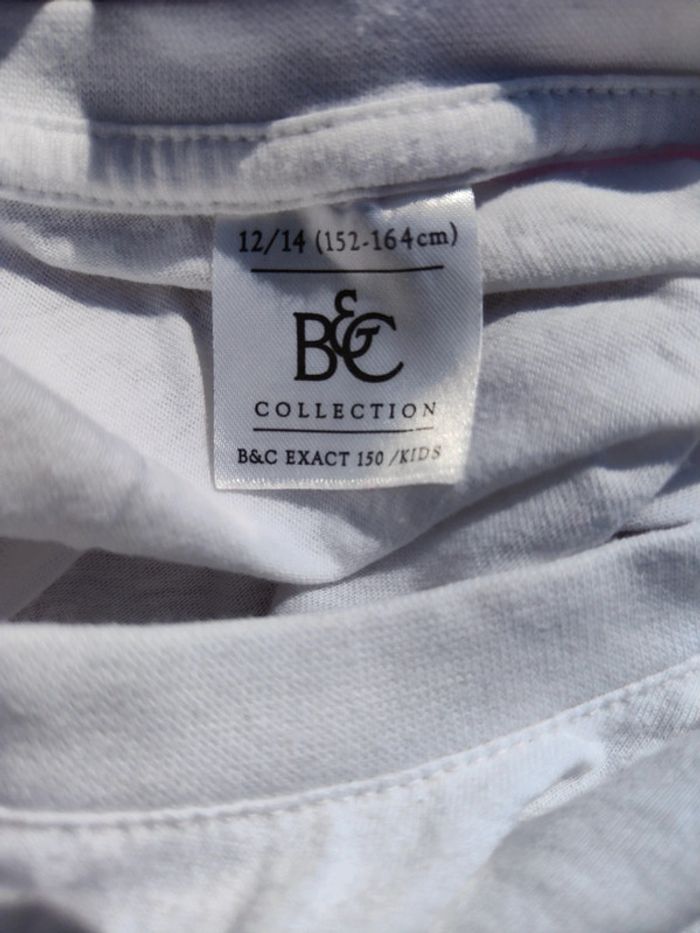 12/14 (152-164cm)
B&C
COLLECTION
B&C EXACT 150 /KIDS